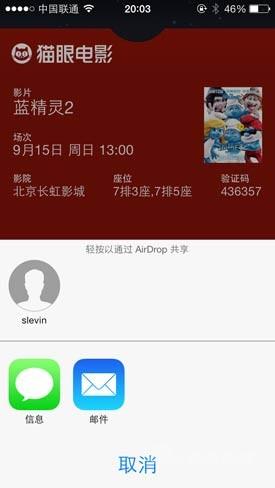 中国联通 20:03 46%
猫眼电影
影片
蓝精灵2
场次
9月15日 周日 13:00
影院 座位 验证码
北京长虹影城 7排3座,7排5座 436357
轻按以通过 AirDrop 共享
slevin
信息 邮件
取消